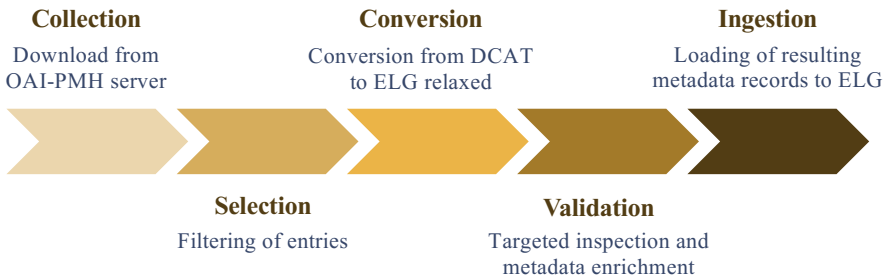 Collection
Download from
OAI-PMH server
Conversion
Conversion from DCAT
to ELG relaxed
Ingestion
Loading of resulting
metadata records to ELG
Selection
Filtering of entries
Validation
Targeted inspection and
metadata enrichment